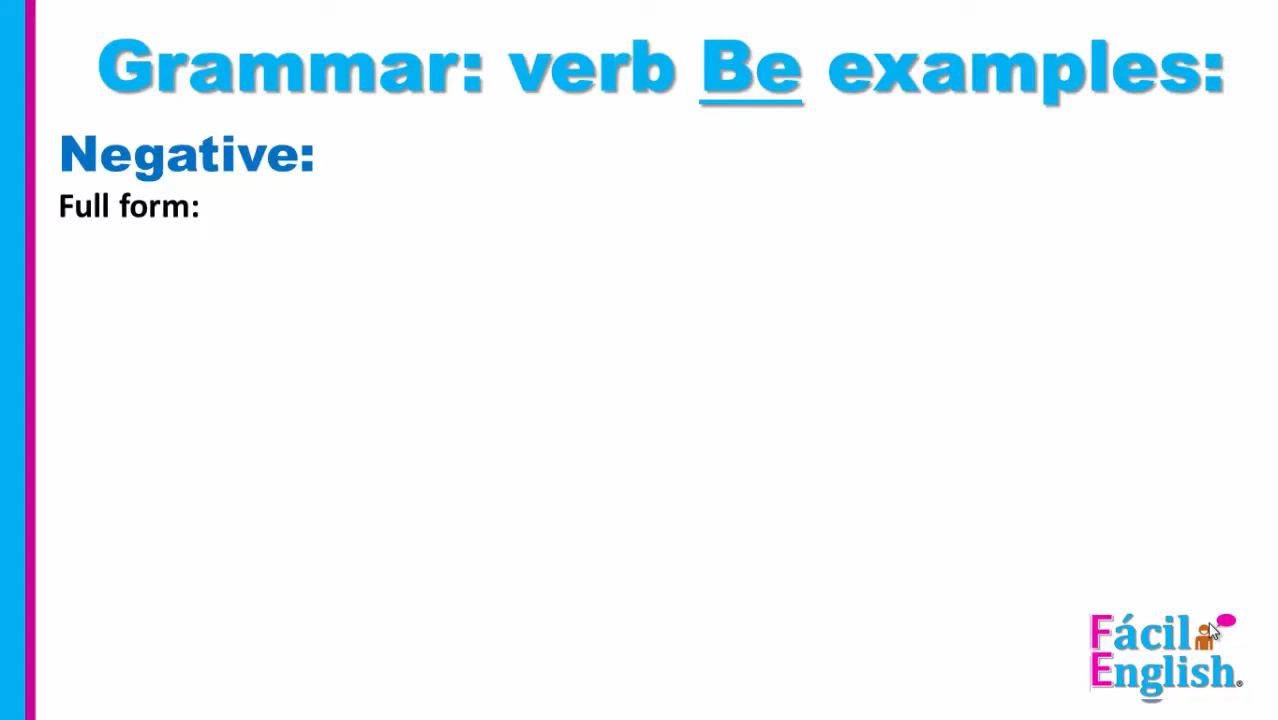 Grammar: verb Be examples:
Negative:
Full form:
Fácil
English®